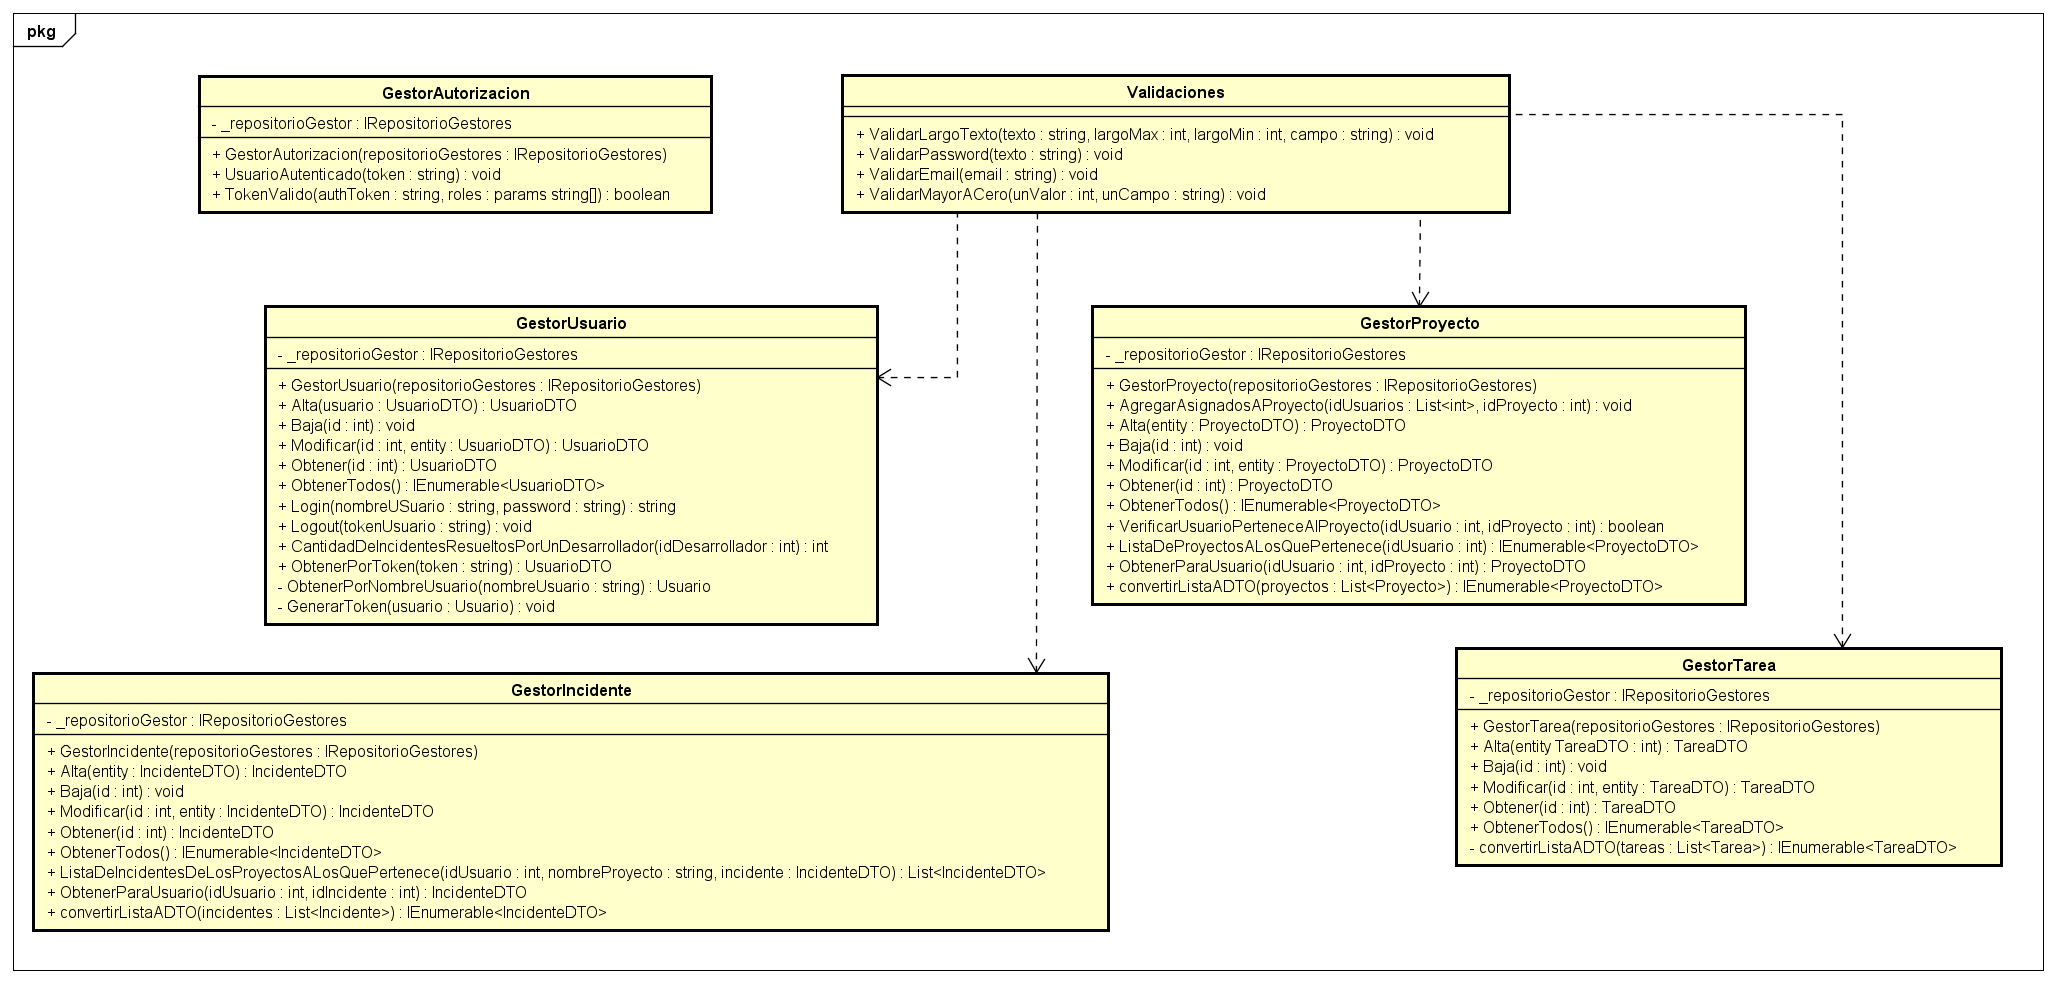 pkg
GestorAutorizacion
- _repositorioGestor : IRepositorioGestores
+ GestorAutorizacion(repositorioGestores : IRepositorioGestores)
+ UsuarioAutenticado(token : string) : void
+ TokenValido(authToken : string, roles : params string[]) : boolean
Validaciones
+ ValidarLargoTexto(texto : string, largoMax : int, largoMin : int, campo : string) : void
+ ValidarPassword(texto : string) : void
+ ValidarEmail(email : string) : void
+ ValidarMayorACero(unValor : int, unCampo : string) : void
GestorUsuario
- _repositorioGestor : IRepositorioGestores
+ GestorUsuario(repositorioGestores : IRepositorioGestores)
+ Alta(usuario : UsuarioDTO) : UsuarioDTO
+ Baja(id : int) : void
+ Modificar(id : int, entity : UsuarioDTO) : UsuarioDTO
+ Obtener(id : int) : UsuarioDTO
+ ObtenerTodos() : IEnumerable<UsuarioDTO>
+ Login(nombreUSuario : string, password : string) : string
+ Logout(tokenUsuario : string) : void
+ CantidadDeIncidentesResueltosPorUnDesarrollador(idDesarrollador : int) : int
+ ObtenerPorToken(token : string) : UsuarioDTO
- ObtenerPorNombreUsuario(nombreUsuario : string) : Usuario
- GenerarToken(usuario : Usuario) : void
GestorProyecto
- _repositorioGestor : IRepositorioGestores
+ GestorProyecto(repositorioGestores : IRepositorioGestores)
+ AgregarAsignadosAProyecto(idUsuarios : List<int>, idProyecto : int) : void
+ Alta(entity : ProyectoDTO) : ProyectoDTO
+ Baja(id : int) : void
+ Modificar(id : int, entity : ProyectoDTO) : ProyectoDTO
+ Obtener(id : int) : ProyectoDTO
+ ObtenerTodos() : IEnumerable<ProyectoDTO>
+ VerificarUsuarioPerteneceAlProyecto(idUsuario : int, idProyecto : int) : boolean
+ ListaDeProyectosALosQuePertenece(idUsuario : int) : IEnumerable<ProyectoDTO>
+ ObtenerParaUsuario(idUsuario : int, idProyecto : int) : ProyectoDTO
+ convertirListaADTO(proyectos : List<Proyecto>) : IEnumerable<ProyectoDTO>
GestorIncidente
- _repositorioGestor : IRepositorioGestores
+ GestorIncidente(repositorioGestores : IRepositorioGestores)
+ Alta(entity : IncidenteDTO) : IncidenteDTO
+ Baja(id : int) : void
+ Modificar(id : int, entity : IncidenteDTO) : IncidenteDTO
+ Obtener(id : int) : IncidenteDTO
+ ObtenerTodos() : IEnumerable<IncidenteDTO>
+ ListaDeIncidentesDeLosProyectosALosQuePertenece(idUsuario : int, nombreProyecto : string, incidente : IncidenteDTO) : List<IncidenteDTO>
+ ObtenerParaUsuario(idUsuario : int, idIncidente : int) : IncidenteDTO
+ convertirListaADTO(incidentes : List<Incidente>) : IEnumerable<IncidenteDTO>
GestorTarea
- _repositorioGestor : IRepositorioGestores
+ GestorTarea(repositorioGestores : IRepositorioGestores)
+ Alta(entity TareaDTO : int) : TareaDTO
+ Baja(id : int) : void
+ Modificar(id : int, entity : TareaDTO) : TareaDTO
+ Obtener(id : int) : TareaDTO
+ ObtenerTodos() : IEnumerable<TareaDTO>
- convertirListaADTO(tareas : List<Tarea>) : IEnumerable<TareaDTO>